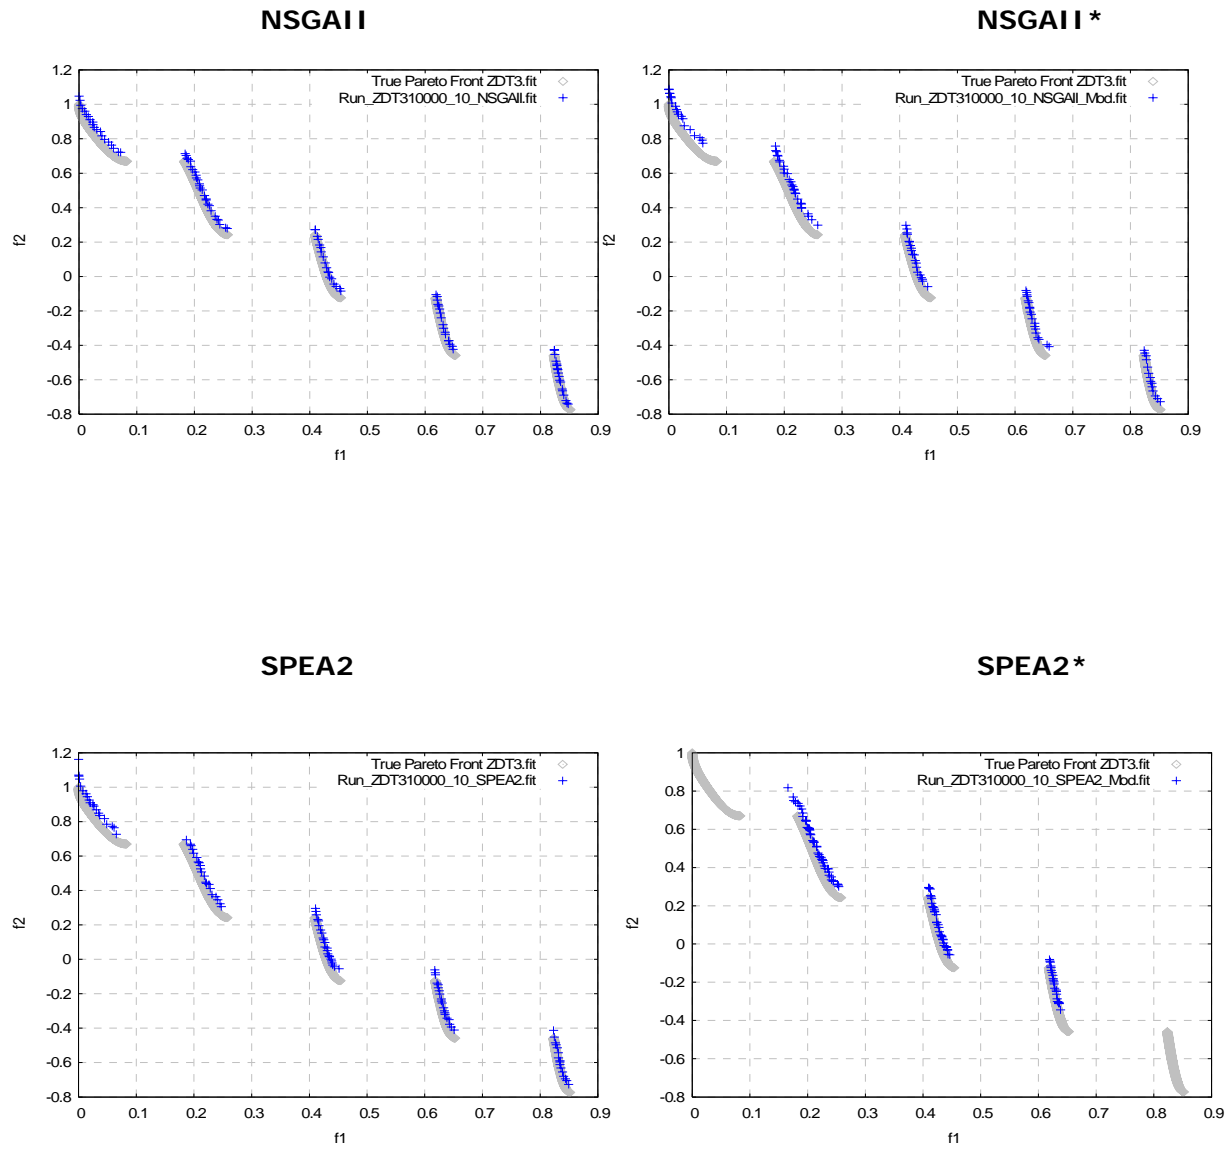 NSGAII
NSGAII*
1.2
1
0.8
0.6
0.4
0.2
0
-0.2
-0.4
-0.6
-0.8
f2
True Pareto Front ZDT3.fit
Run_ZDT310000_10_NSGAII.fit
0 0.1 0.2 0.3 0.4 0.5 0.6 0.7 0.8 0.9
f1
1.2
1
0.8
0.6
0.4
0.2
0
-0.2
-0.4
-0.6
-0.8
f2
True Pareto Front ZDT3.fit
Run_ZDT310000_10_NSGAII_Mod.fit
0 0.1 0.2 0.3 0.4 0.5 0.6 0.7 0.8 0.9
f1
SPEA2
SPEA2*
1.2
1
0.8
0.6
0.4
0.2
0
-0.2
-0.4
-0.6
-0.8
f2
True Pareto Front ZDT3.fit
Run_ZDT310000_10_SPEA2.fit
0 0.1 0.2 0.3 0.4 0.5 0.6 0.7 0.8 0.9
f1
1
0.8
0.6
0.4
0.2
0
-0.2
-0.4
-0.6
-0.8
f2
True Pareto Front ZDT3.fit
Run_ZDT310000_10_SPEA2_Mod.fit
0 0.1 0.2 0.3 0.4 0.5 0.6 0.7 0.8 0.9
f1